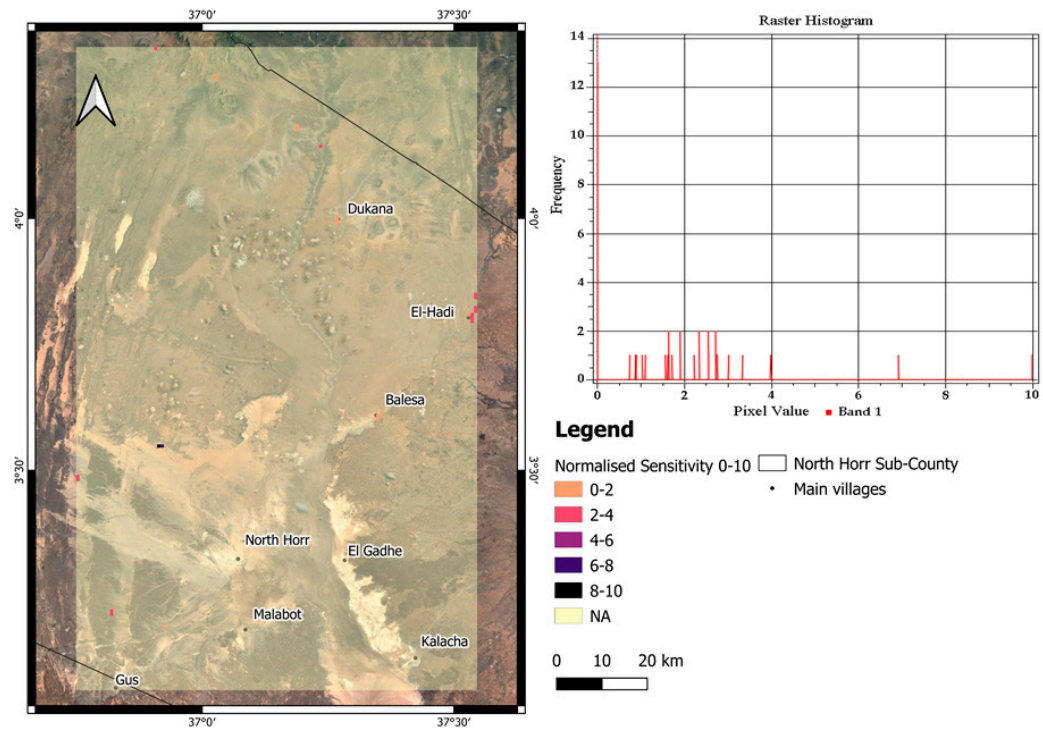 37°0'
37°30'
4°0'
3°30'
4°0'
3°30'
37°0'
37°30'
Dukana
El-Hadi
Balesa
North Horr
El Gadhe
Malabot
Kalacha
Gus
Raster Histogram
Frequency
14
12
10
8
6
4
2
0
0
2
4
6
8
10
Pixel Value
Band 1
Legend
Normalised Sensitivity 0-10
0-2
2-4
4-6
6-8
8-10
NA
North Horr Sub-County
Main villages
0 10 20 km